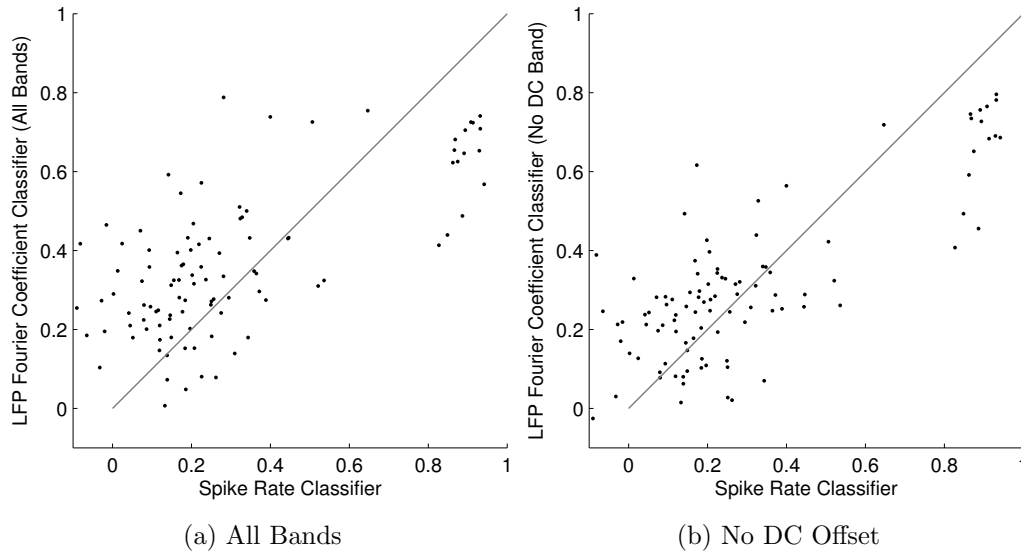 1
0.8
0.6
0.4
0.2
0
LFP Fourier Coefficient Classifier (All Bands)
0 0.2 0.4 0.6 0.8 1
Spike Rate Classifier
(a) All Bands
1
0.8
0.6
0.4
0.2
0
LFP Fourier Coefficient Classifier (No DC Band)
0 0.2 0.4 0.6 0.8 1
Spike Rate Classifier
(b) No DC Offset